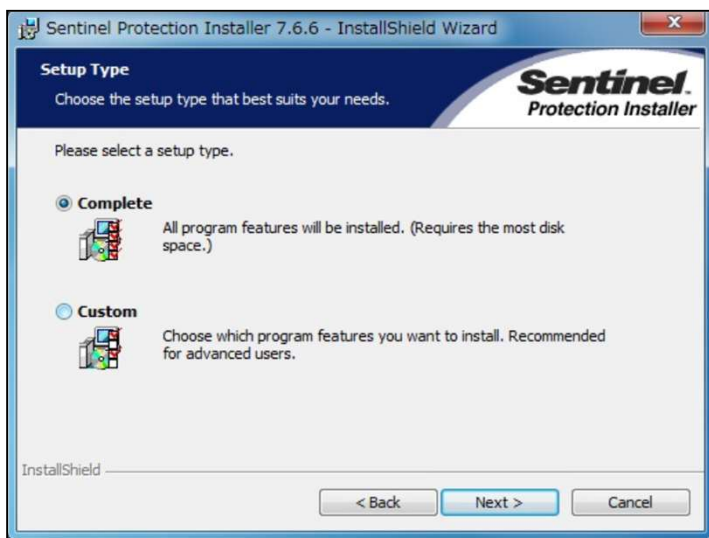 Sentinel Protection Installer 7.6.6 - InstallShield Wizard
Setup Type
Choose the setup type that best suits your needs.
Sentinel.
Protection Installer
Please select a setup type.
Complete
All program features will be installed. (Requires the most disk
space.)
Custom
Choose which program features you want to install. Recommended
for advanced users.
InstallShield
< Back
Next >
Cancel